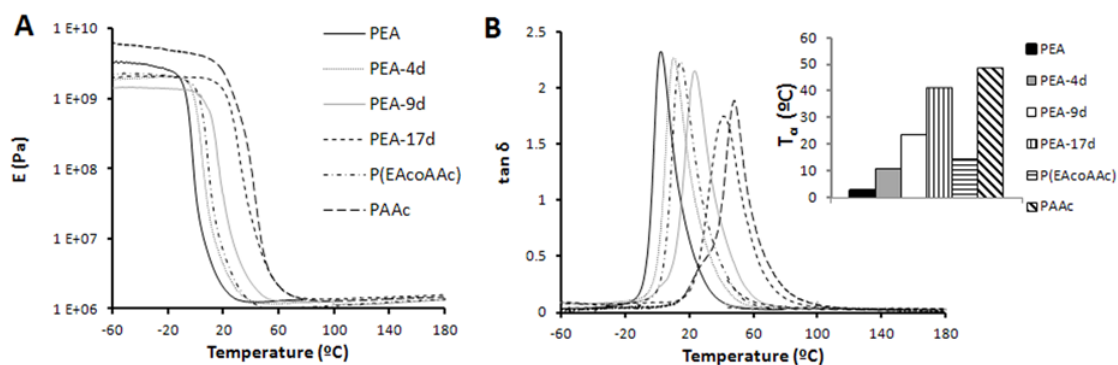 A
E (Pa)
1 E+10
1 E+09
1 E+08
1 E+07
1 E+06
-60 -20 20 60 100 140 180
Temperature (ºC)
PEA
PEA-4d
PEA-9d
PEA-17d
P(EAcoAAc)
PAAc
B
tan δ
2.5
2
1.5
1
0.5
0
-60 -20 20 60 100 140 180
Temperature (ºC)
Tα (ºC)
60
50
40
30
20
10
0
PEA
PEA-4d
PEA-9d
PEA-17d
P(EAcoAAc)
PAAc